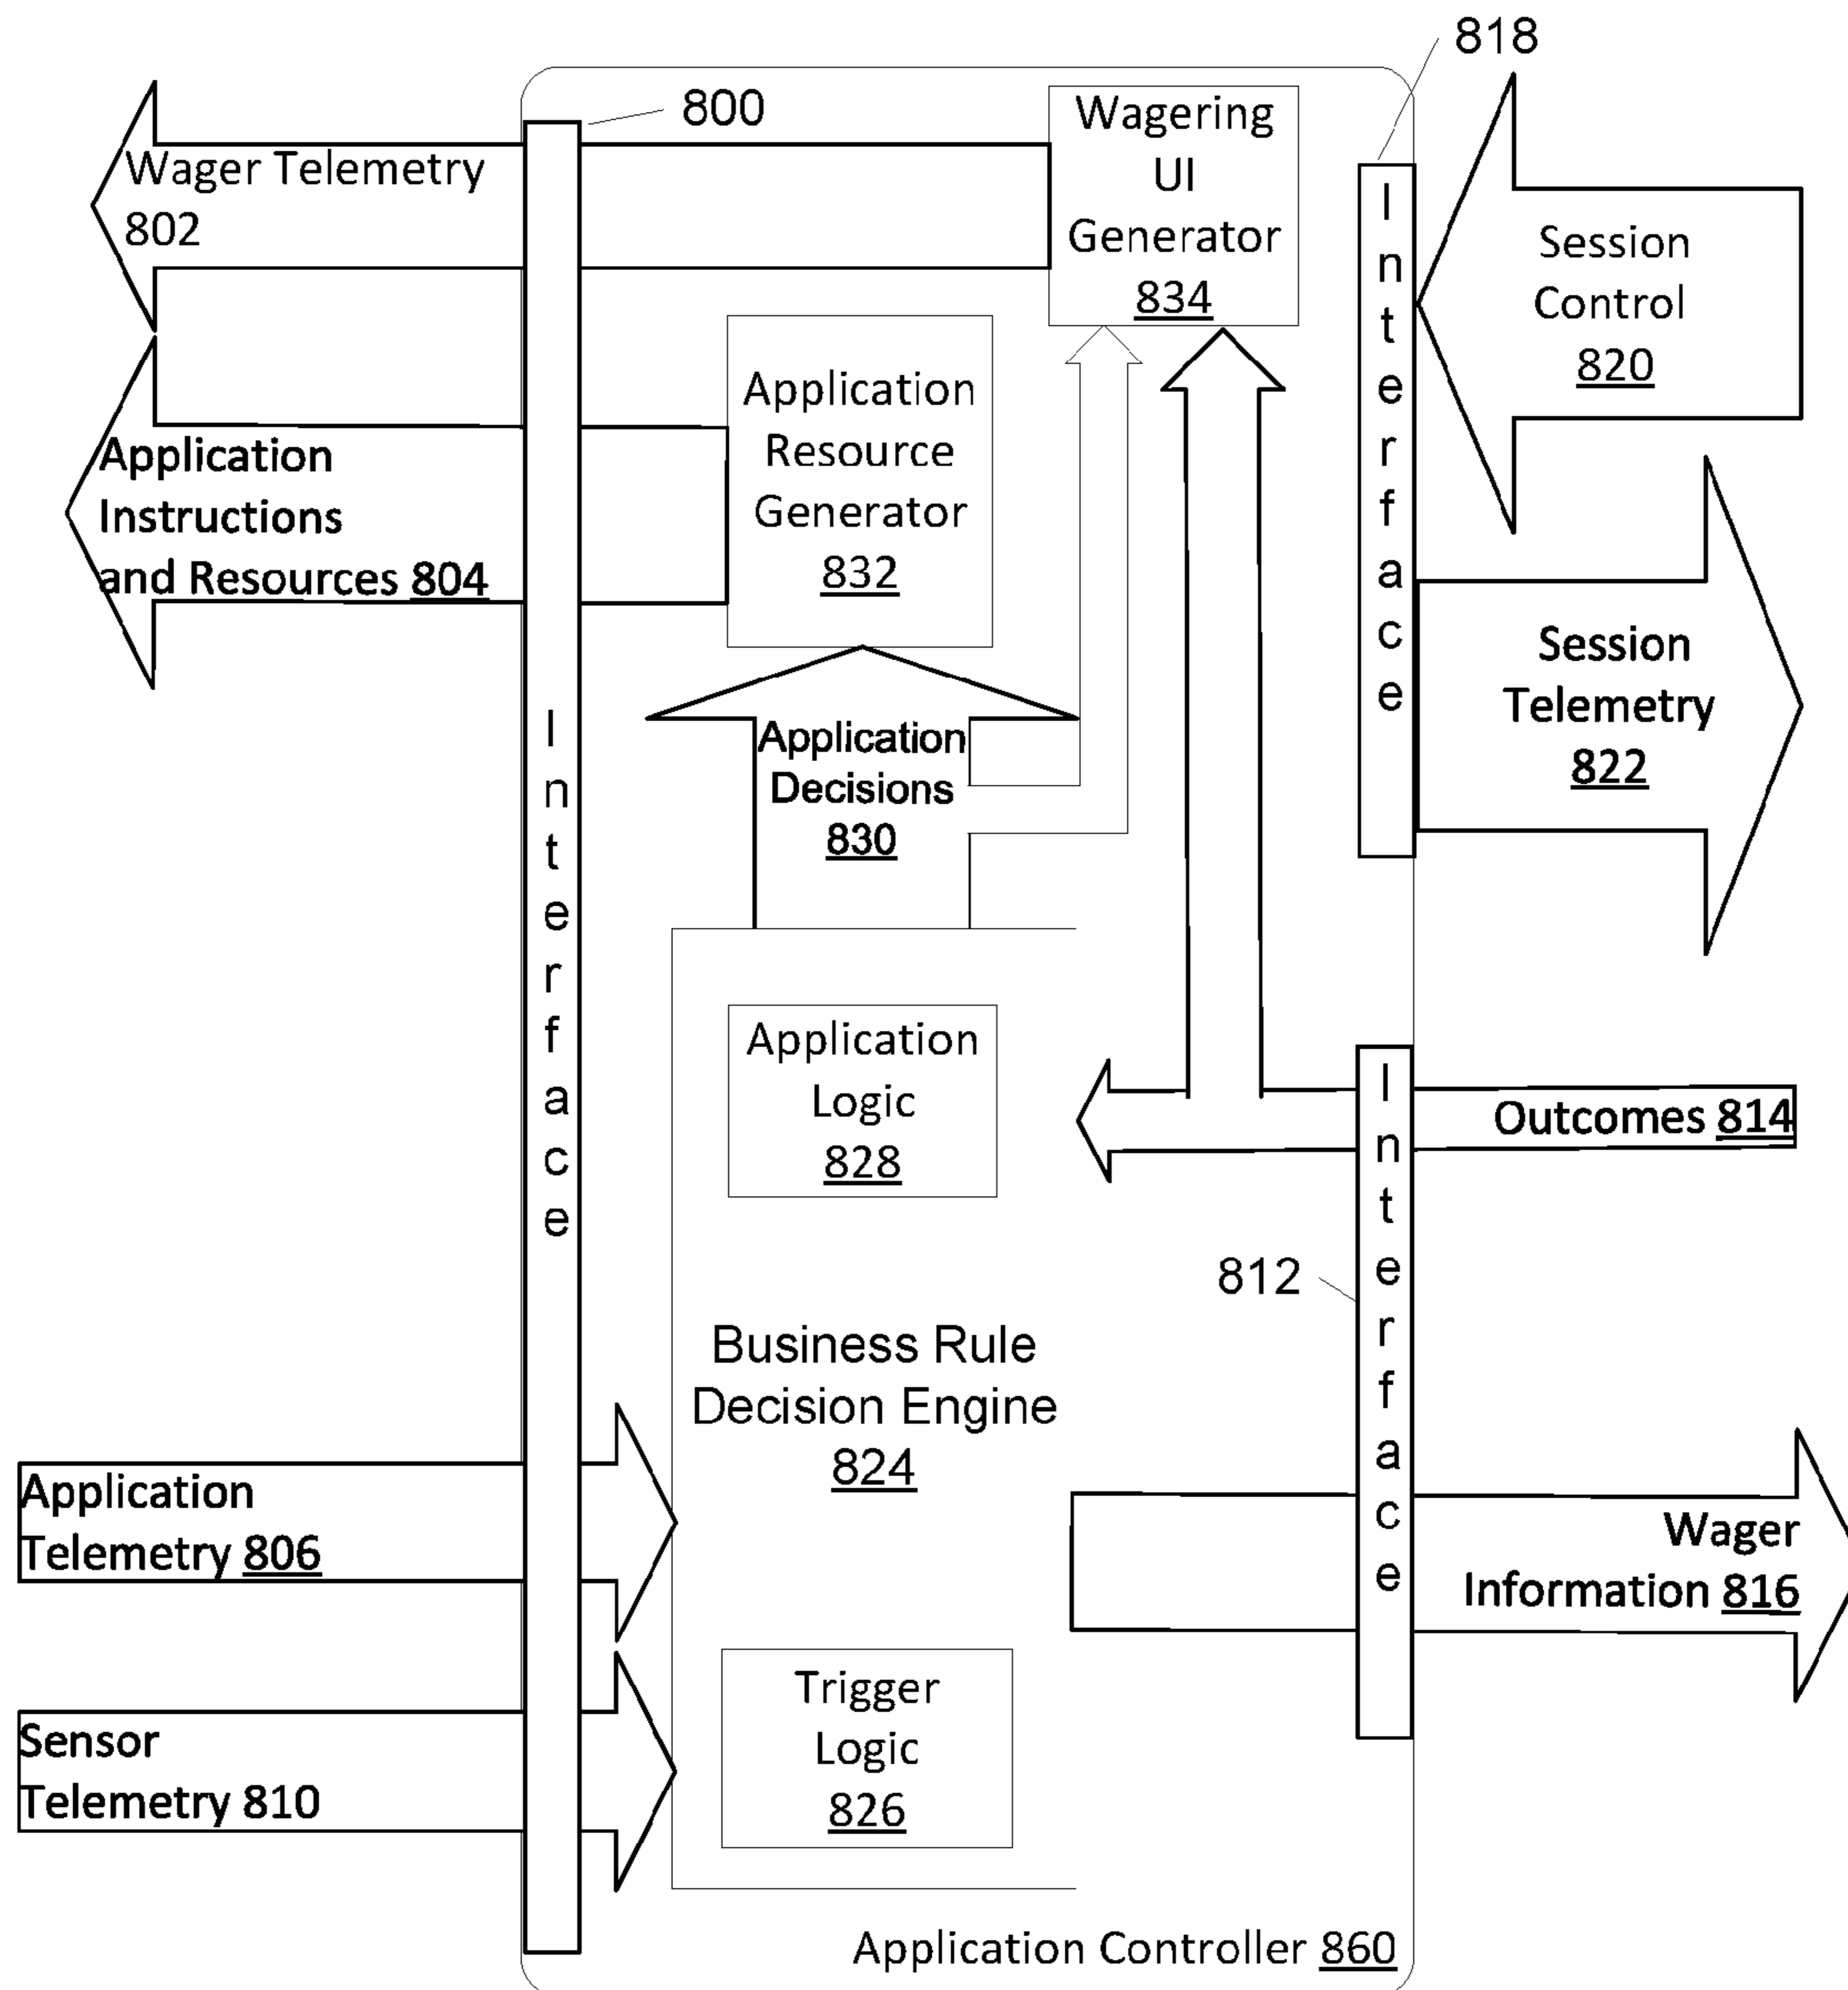 818
800
Wagering
UI
Generator
834
Wager Telemetry
802
Interface
Session
Control
820
Application
Resource
Generator
832
Application
Instructions
and Resources 804
Session
Telemetry
822
Interface
Application
Decisions
830
Application
Logic
828
Interface
Outcomes 814
812
Business Rule
Decision Engine
824
Application
Telemetry 806
Wager
Information 816
Trigger
Logic
826
Sensor
Telemetry 810
Application Controller 860